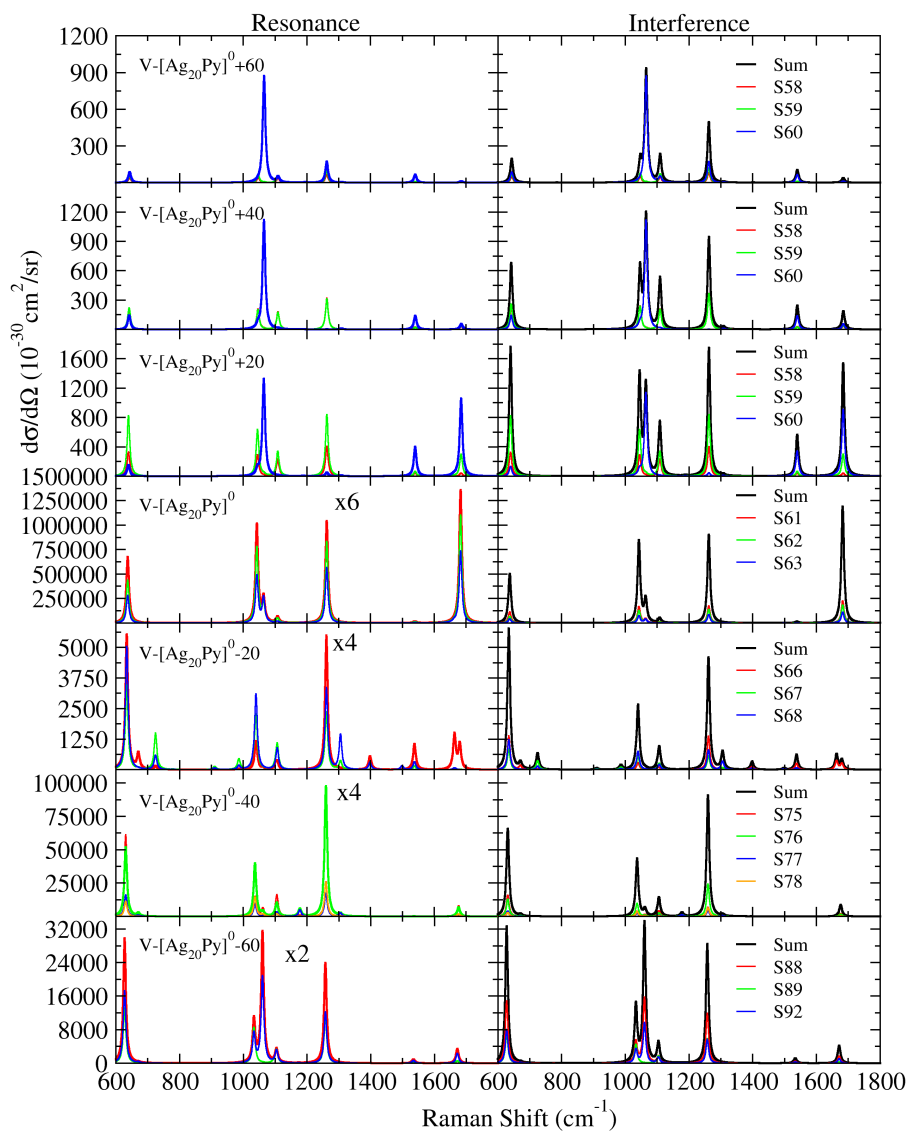 Resonance Interference
1200
900
600
300
V-[Ag20Py]0+60
Sum
S58
S59
S60
1200
900
600
300
V-[Ag20Py]0+40
Sum
S58
S59
S60
1600
1200
800
400
V-[Ag20Py]0+20
Sum
S58
S59
S60
1500000
1250000
1000000
750000
500000
250000
V-[Ag20Py]0
x6
Sum
S61
S62
S63
5000
3750
2500
1250
V-[Ag20Py]0-20
x4
Sum
S66
S67
S68
100000
75000
50000
25000
V-[Ag20Py]0-40
x4
Sum
S75
S76
S77
S78
32000
24000
16000
8000
0
V-[Ag20Py]0-60
x2
Sum
S88
S89
S92
dσ/dΩ (10-30 cm2/sr)
600 800 1000 1200 1400 1600 600 800 1000 1200 1400 1600 1800
Raman Shift (cm-1)